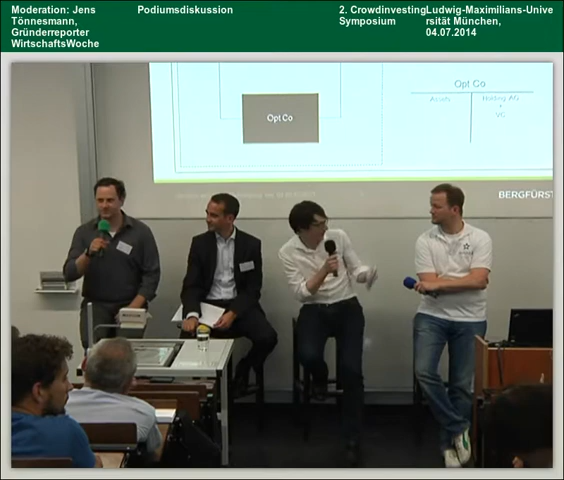 Moderation: Jens
Tönnesmann,
Gründerreporter
WirtschaftsWoche
Podiumsdiskussion
2. Crowdinvesting
Symposium
Ludwig-Maximilians-Unive
rsität München,
04.07.2014
Opt Co
Opt Co
Assets
Holding AG
+
VC
BERGFÜRST